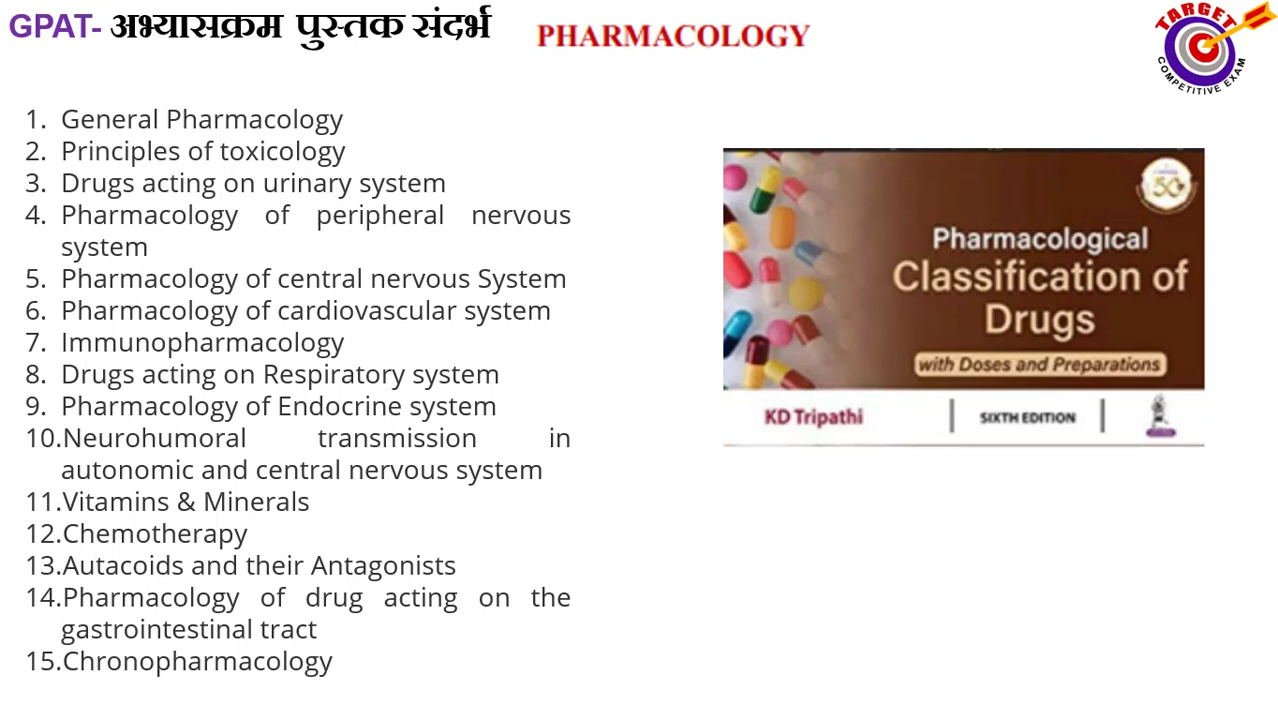 GPAT- अभ्यासक्रम पुस्तक संदर्भ
PHARMACOLOGY
TARGET
COMPETITIVE EXAM
1. General Pharmacology
2. Principles of toxicology
3. Drugs acting on urinary system
4. Pharmacology of peripheral nervous
system
5. Pharmacology of central nervous System
6. Pharmacology of cardiovascular system
7. Immunopharmacology
8. Drugs acting on Respiratory system
9. Pharmacology of Endocrine system
10.Neurohumoral transmission in
autonomic and central nervous system
11.Vitamins & Minerals
12.Chemotherapy
13.Autacoids and their Antagonists
14.Pharmacology of drug acting on the
gastrointestinal tract
15.Chronopharmacology
50
Pharmacological
Classification of
Drugs
with Doses and Preparations
KD Tripathi
SIXTH EDITION